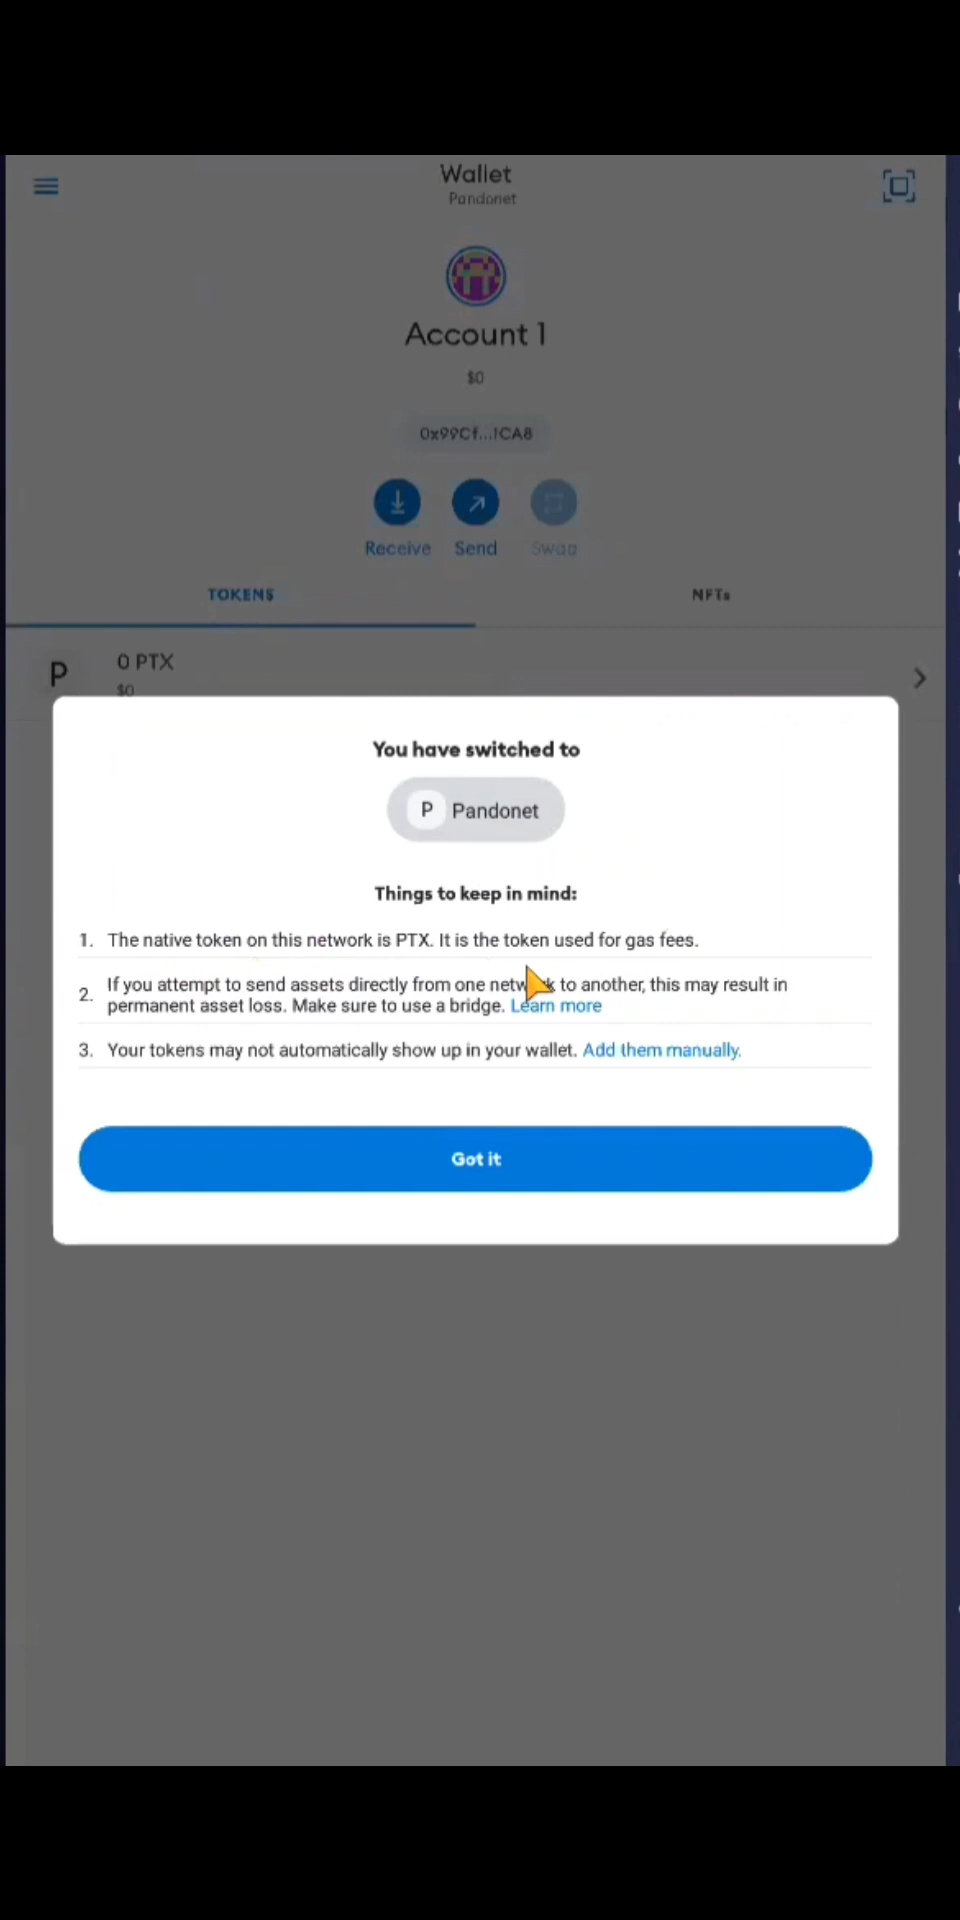 Wallet
Pandonet
Account 1
$0
0x99Cf...1CA8
Receive Send Swap
TOKENS NFTs
P 0 PTX
$0
You have switched to
P Pandonet
Things to keep in mind:
1. The native token on this network is PTX. It is the token used for gas fees.
2. If you attempt to send assets directly from one network to another, this may result in
permanent asset loss. Make sure to use a bridge. Learn more
3. Your tokens may not automatically show up in your wallet. Add them manually.
Got it